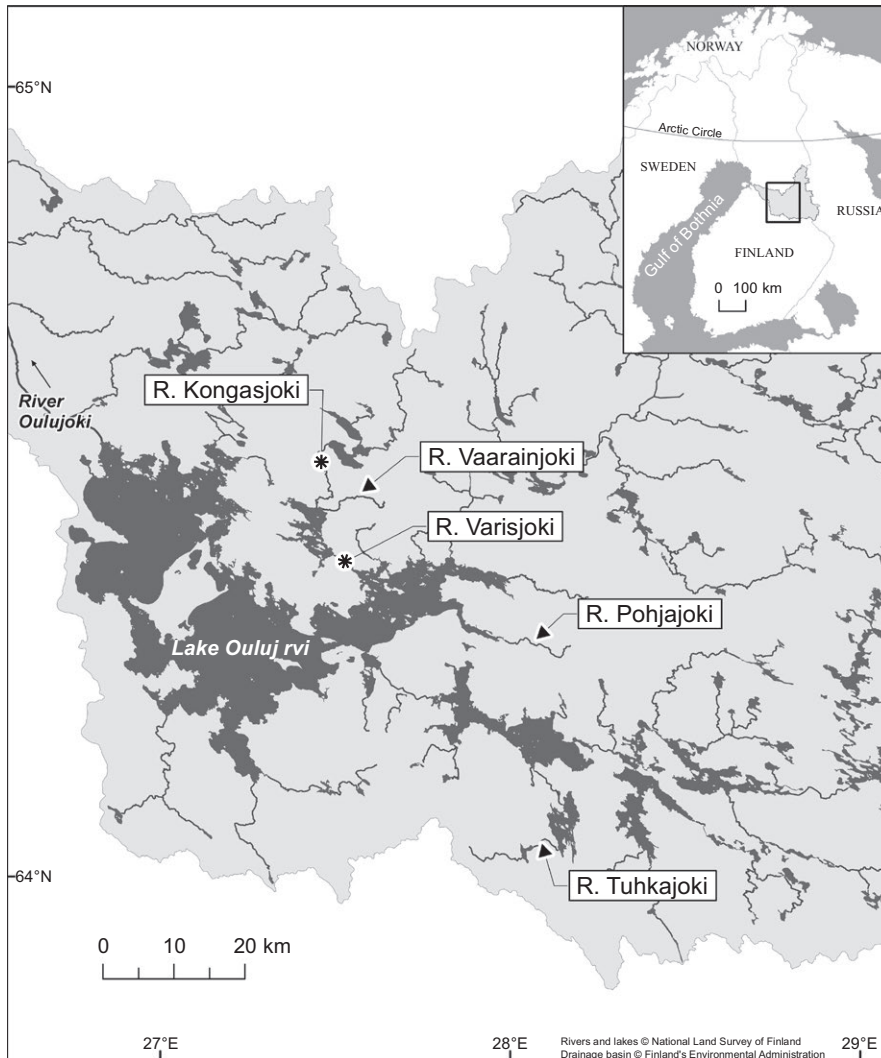 NORWAY
65°N
Arctic Circle
SWEDEN
RUSSIA
Gulf of Bothnia
FINLAND
0 100 km
R. Kongasjoki
River
Oulujoki
R. Vaarainjoki
R. Varisjoki
R. Pohjajoki
Lake Ouluj rvi
64°N
R. Tuhkajoki
0 10 20 km
27°E
28°E
29°E
Rivers and lakes © National Land Survey of Finland
Drainage basin © Finland's Environmental Administration